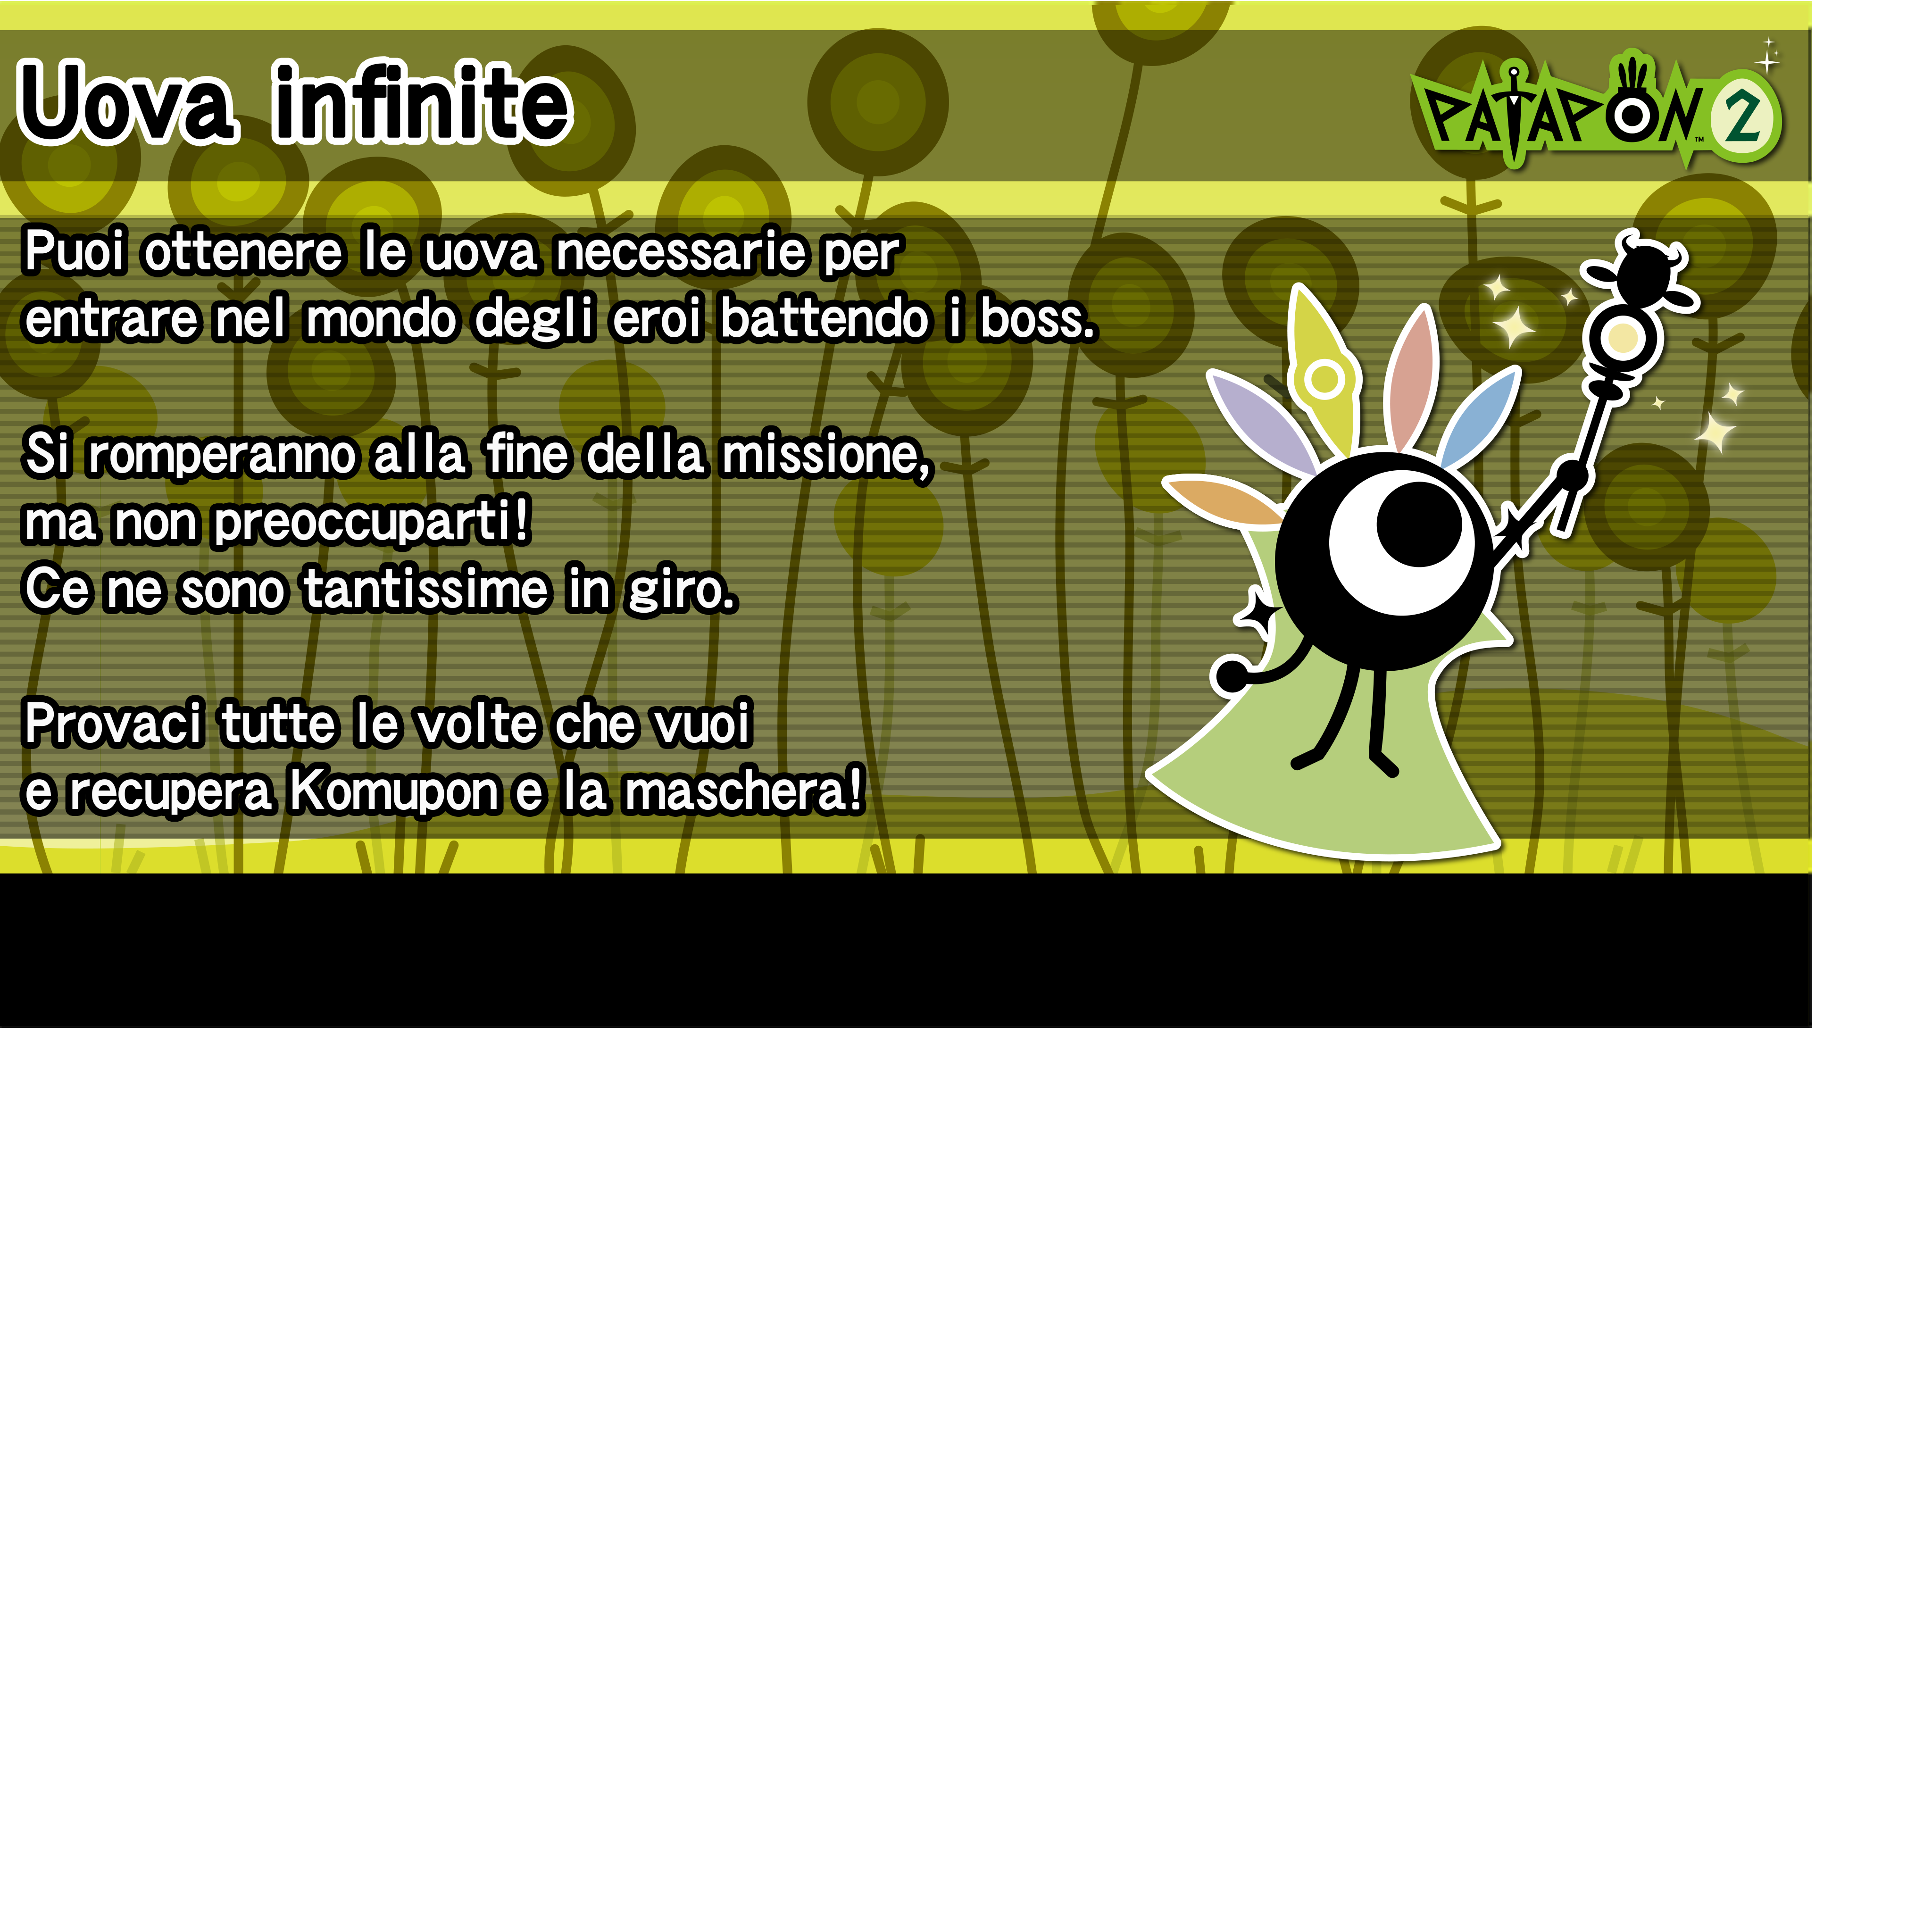 Uova infinite
PATAPON™ 2
Puoi ottenere le uova necessarie per
entrare nel mondo degli eroi battendo i boss.
Si romperanno alla fine della missione,
ma non preoccuparti!
Ce ne sono tantissime in giro.
Provaci tutte le volte che vuoi
e recupera Komupon e la maschera!